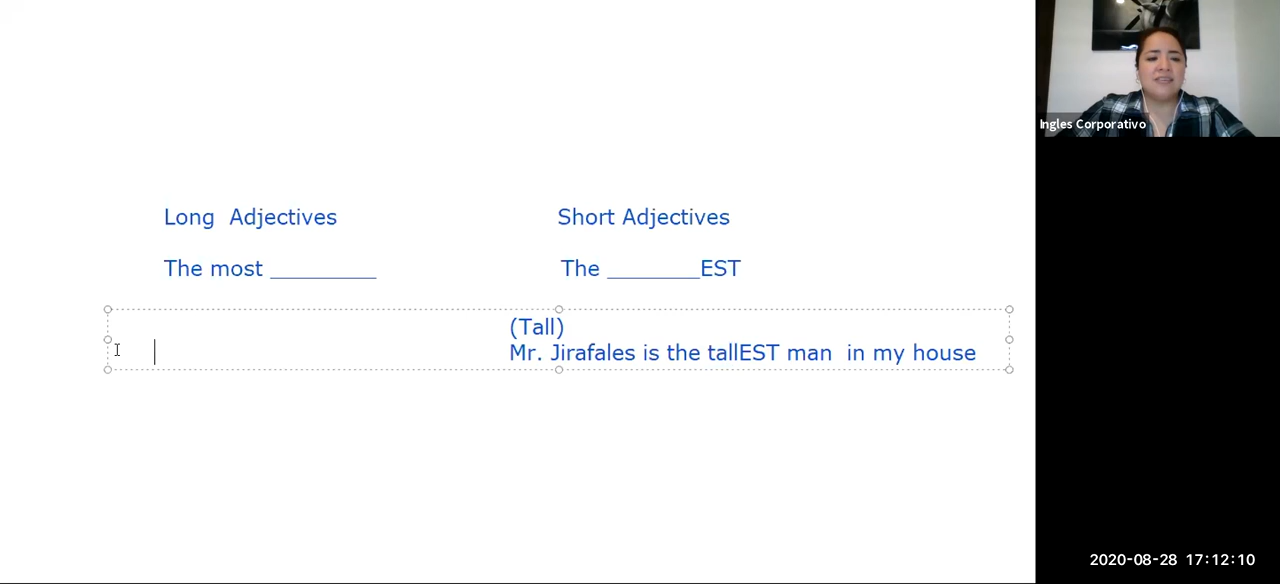 Long  Adjectives
Short Adjectives
The most _________
The ________EST
(Tall)
Mr. Jirafales is the tallEST man  in my house
Ingles Corporativo
2020-08-28 17:12:10